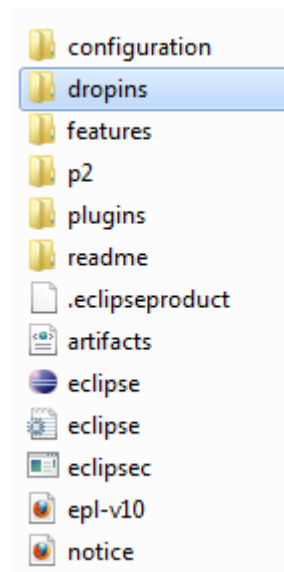 configuration
dropins
features
p2
plugins
readme
.eclipseproduct
artifacts
eclipse
eclipse
eclipsec
epl-v10
notice